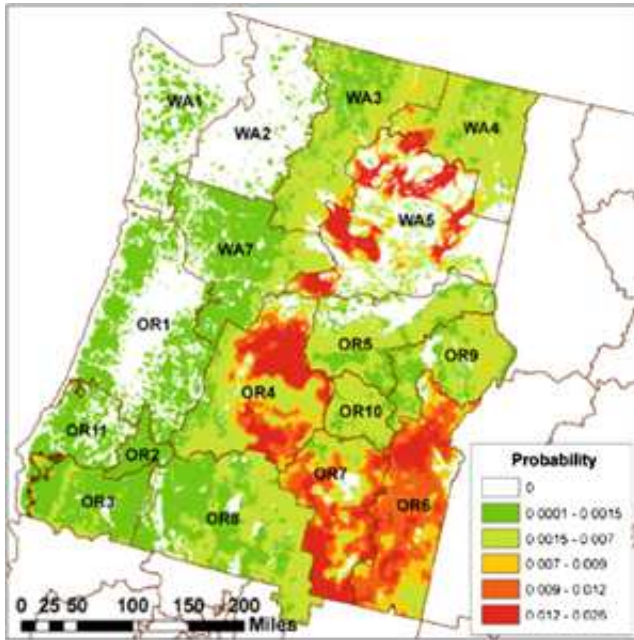 WA1
WA2
WA3
WA4
WA5
WA7
OR1
OR5
OR9
OR4
OR10
OR11
OR2
OR7
OR6
OR3
OR8
Probability
0
0.0001 - 0.0015
0.0015 - 0.007
0.007 - 0.009
0.009 - 0.012
0.012 - 0.026
0 25 50 100 150 200
Miles